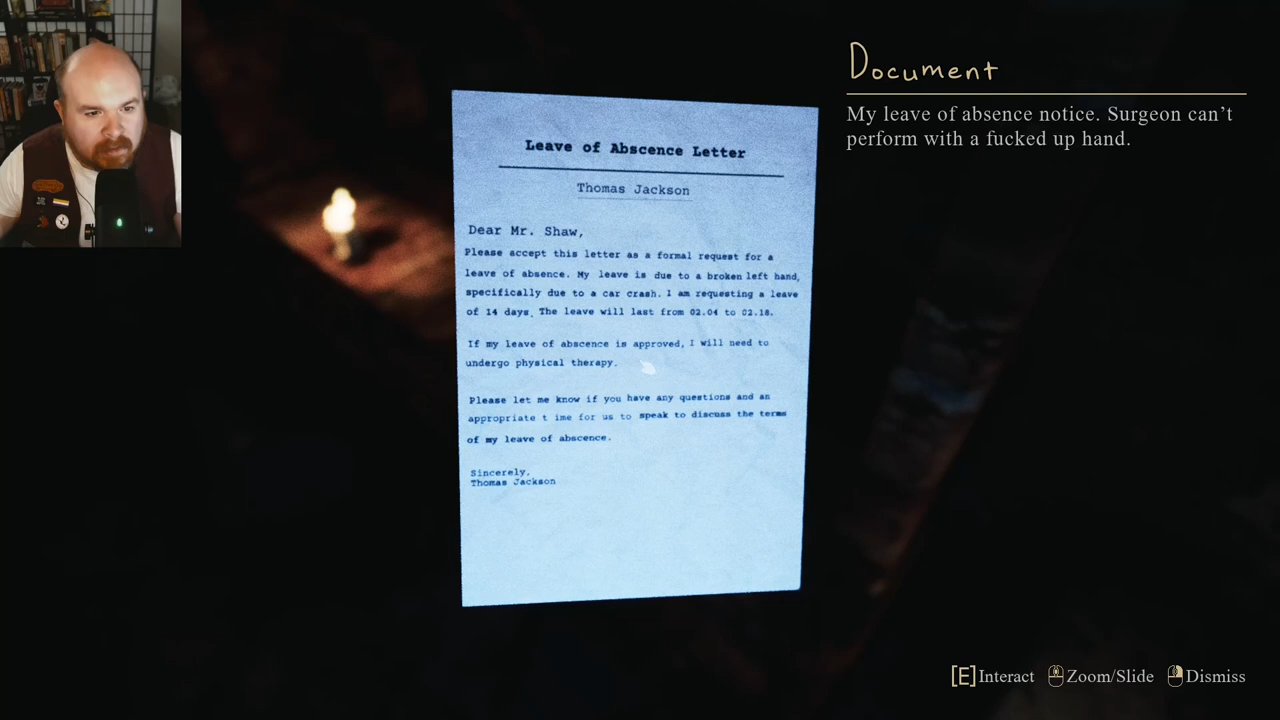 Document
My leave of absence notice. Surgeon can't
perform with a fucked up hand.
Leave of Abscence Letter
Thomas Jackson
Dear Mr. Shaw,
Please accept this letter as a formal request for a
leave of absence. My leave is due to a broken left hand,
specifically due to a car crash. I am requesting a leave
of 14 days. The leave will last from 02.04 to 02.18.
If my leave of abscence is approved, I will need to
undergo physical therapy.
Please let me know if you have any questions and an
appropriate t ime for us to speak to discuss the terms
of my leave of abscence.
Sincerely,
Thomas Jackson
[E]Interact Zoom/Slide Dismiss